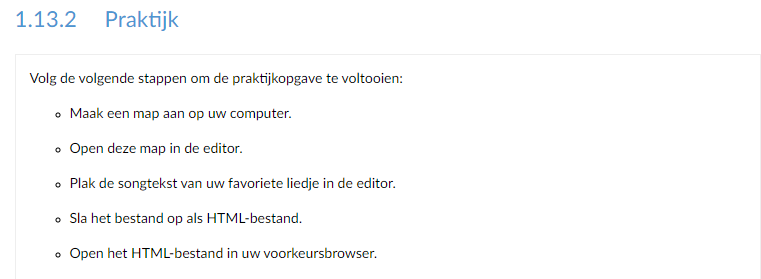 1.13.2 Praktijk
Volg de volgende stappen om de praktijkopgave te voltooien:
Maak een map aan op uw computer.
Open deze map in de editor.
Plak de songtekst van uw favoriete liedje in de editor.
Sla het bestand op als HTML-bestand.
Open het HTML-bestand in uw voorkeursbrowser.